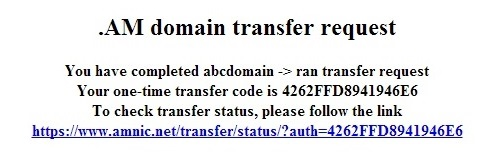 .AM domain transfer request
You have completed abcdomain -> ran transfer request
Your one-time transfer code is 4262FFD8941946E6
To check transfer status, please follow the link
https://www.amnic.net/transfer/status/?auth=4262FFD8941946E6